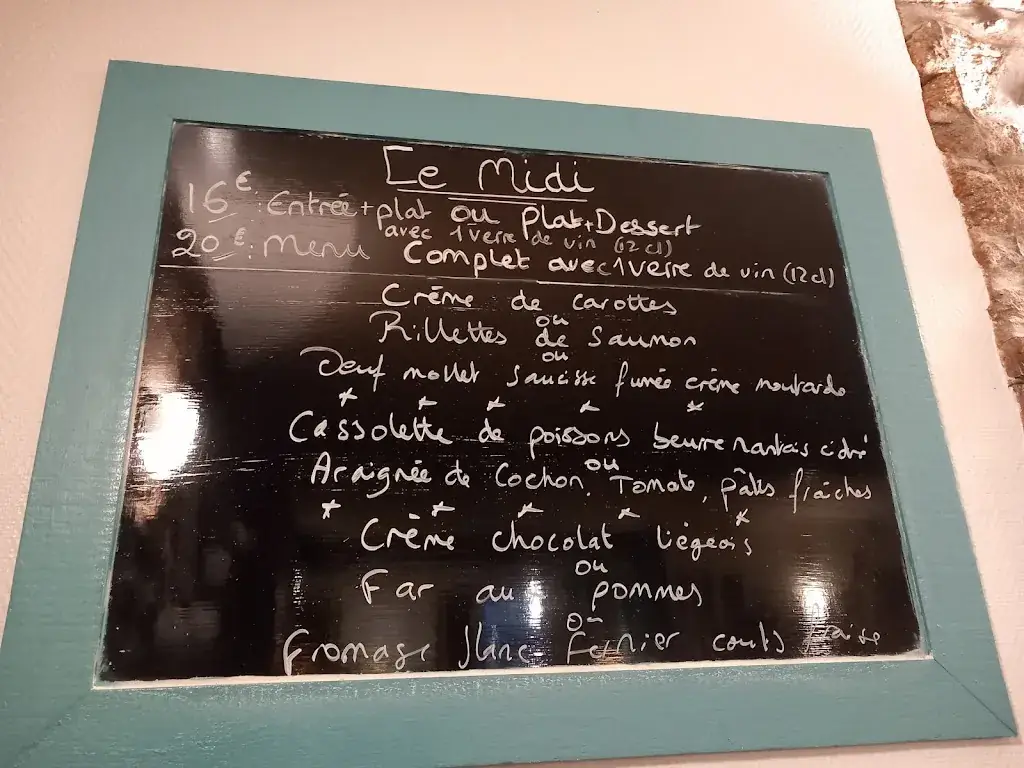 Le Midi
16€: Entrée + plat ou Plat + Dessert
avec 1 verre de vin (12 cl)
20€: Menu Complet avec 1 verre de vin (12 cl)
Crème de carottes
ou
Rillettes de Saumon
ou
Oeuf mollet saucisse fumée crème moutarde
Cassolette de poissons beurre nantais cidré
ou
Araignée de Cochon, Tomate, pâtes fraîches
Crème chocolat liégeois
ou
Far aux pommes
ou
Fromage blanc Fermier coulis fraise